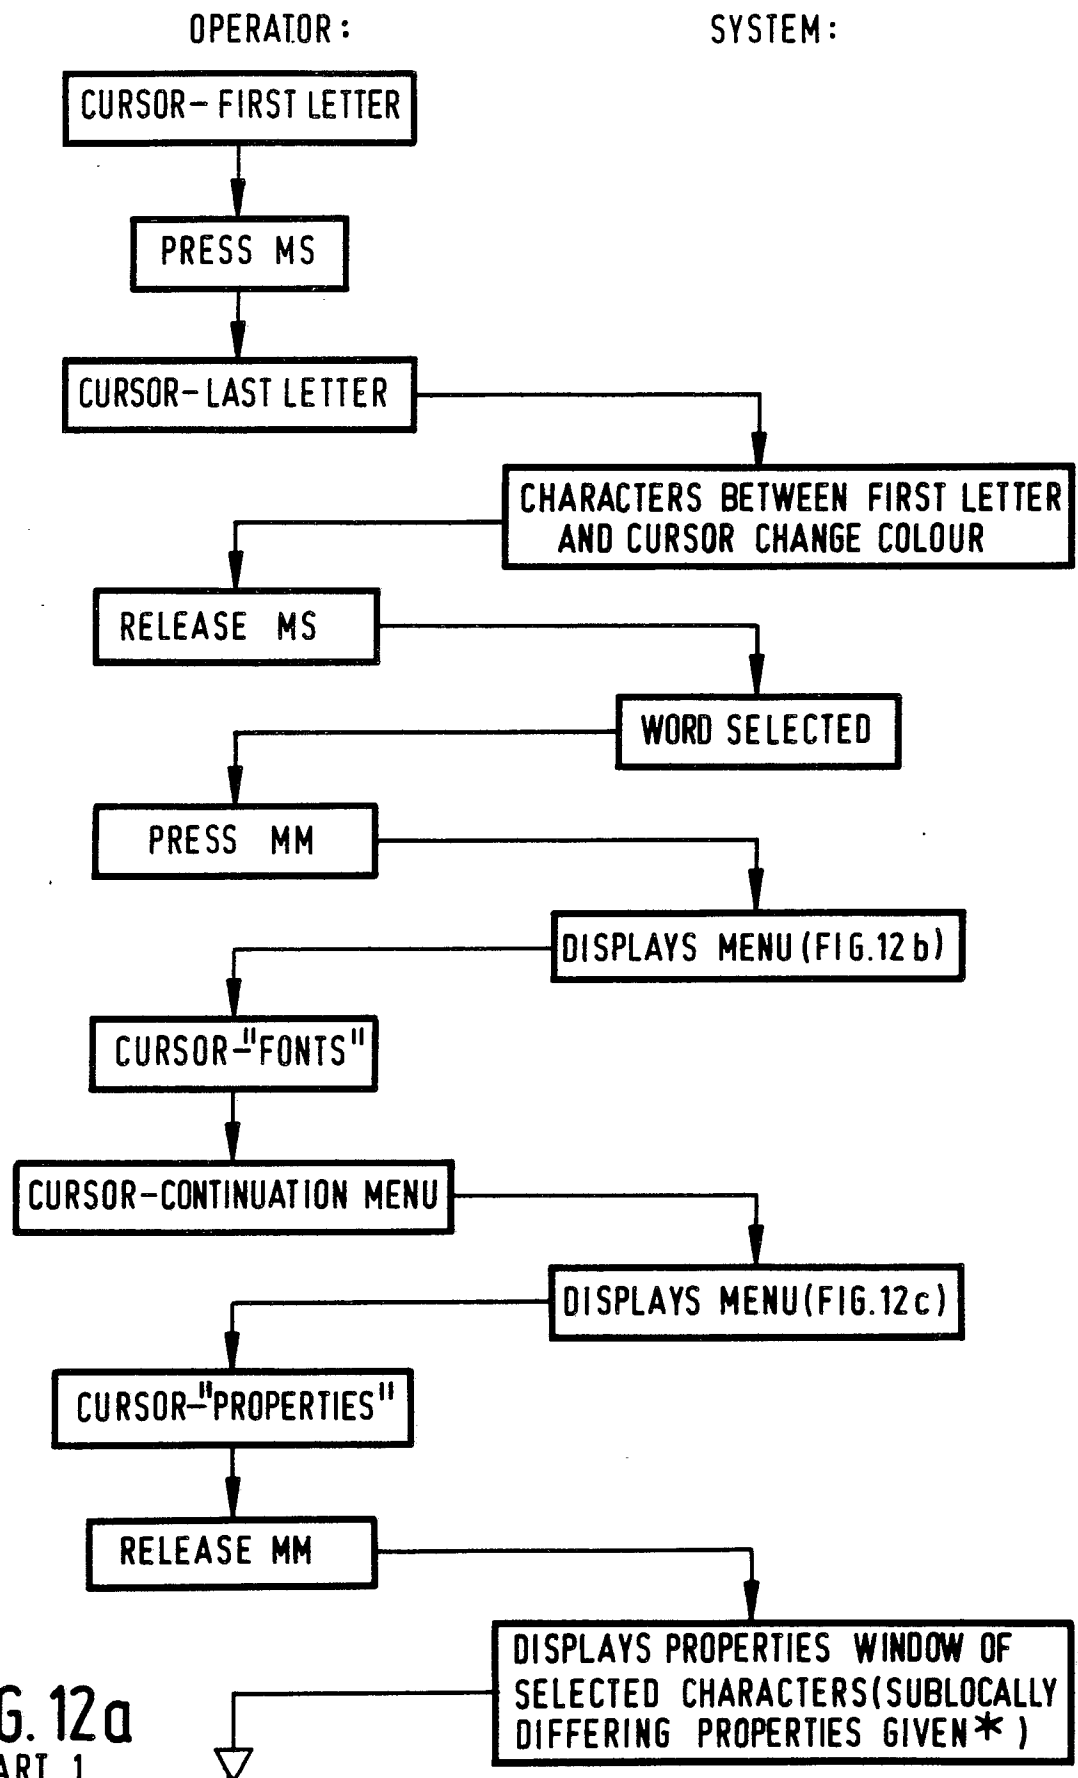 OPERATOR: SYSTEM:
CURSOR-FIRST LETTER
PRESS MS
CURSOR-LAST LETTER
CHARACTERS BETWEEN FIRST LETTER
AND CURSOR CHANGE COLOUR
RELEASE MS
WORD SELECTED
PRESS MM
DISPLAYS MENU (FIG.12b)
CURSOR-"FONTS"
CURSOR-CONTINUATION MENU
DISPLAYS MENU (FIG.12c)
CURSOR-"PROPERTIES"
RELEASE MM
DISPLAYS PROPERTIES WINDOW OF
SELECTED CHARACTERS (SUBLOCALLY
DIFFERING PROPERTIES GIVEN * )
G. 12a
ART 1